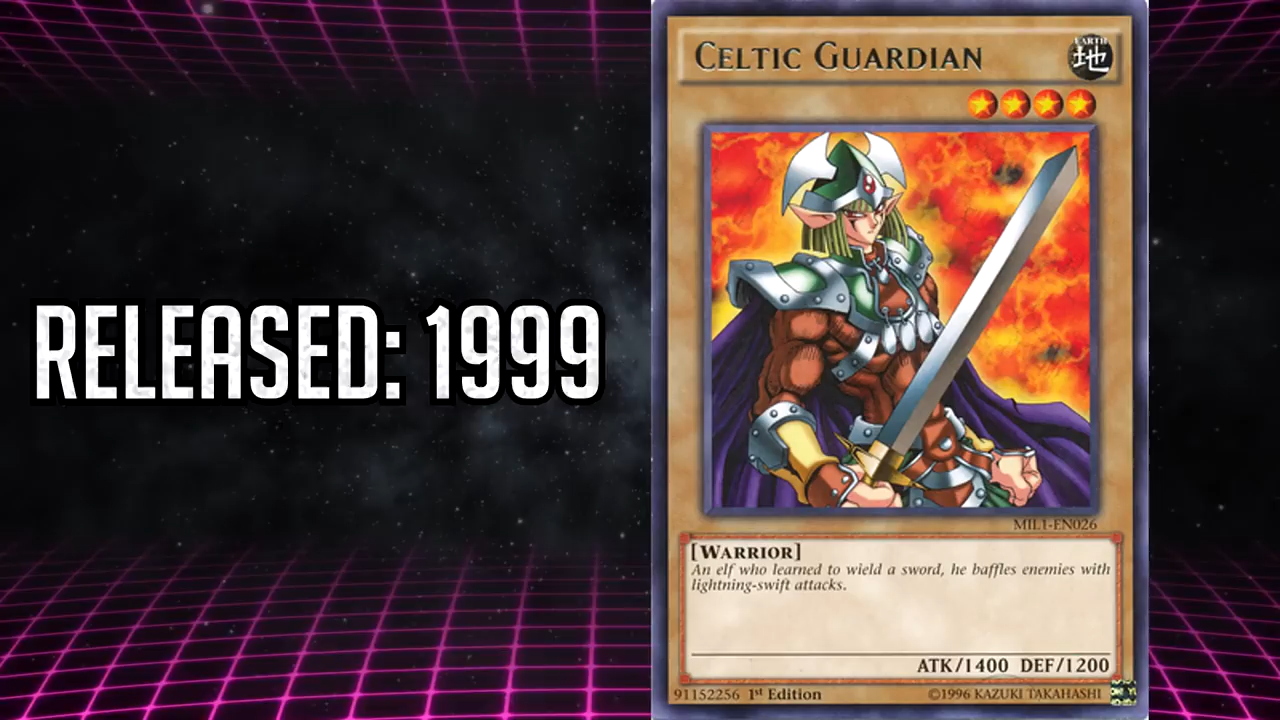 RELEASED: 1999
CELTIC GUARDIAN
EARTH
地
MIL1-EN026
[WARRIOR]
An elf who learned to wield a sword, he baffles enemies with
lightning-swift attacks.
ATK/1400 DEF/1200
91152256 1st Edition
©1996 KAZUKI TAKAHASHI